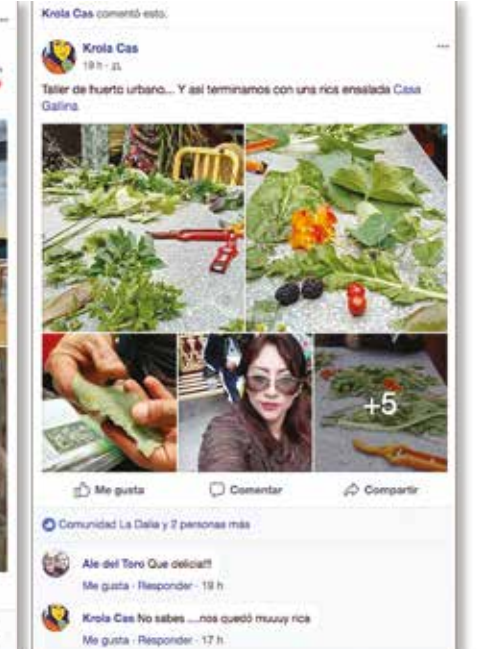 Krola Cas comentó esto.
Krola Cas
19 h ·
Taller de huerto urbano... Y así terminamos con una rica ensalada Casa
Gallina
+5
Me gusta Comentar Compartir
Comunidad La Dalia y 2 personas más
Ale del Toro Que delicia!!!
Me gusta · Responder · 19 h
Krola Cas No sabes ....nos quedó muuuy rica
Me gusta · Responder · 17 h